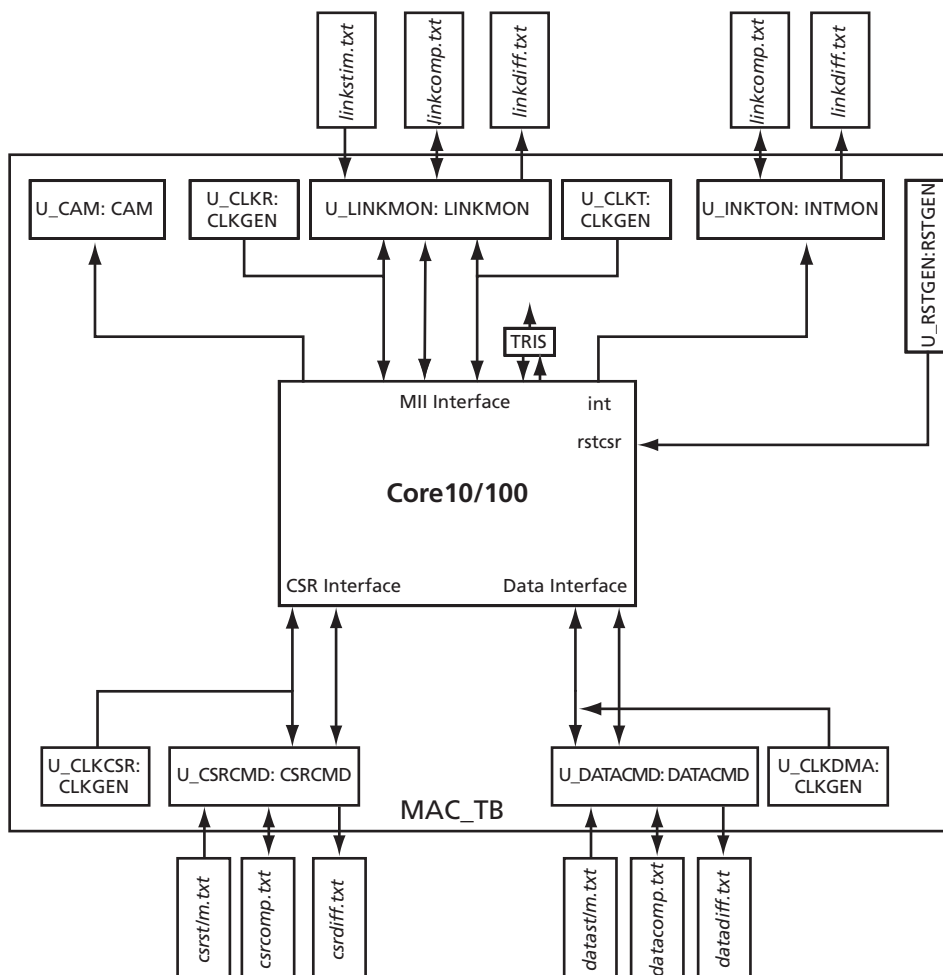 linkstim.txt
.linkcomp.txt
linkdiff.txt
linkcomp.txt
linkdiff.txt
U_CAM: CAM
U_CLKR:
CLKGEN
U_LINKMON: LINKMON
U_CLKT:
CLKGEN
U_INKTON: INTMON
U_RSTGEN:RSTGEN
TRIS
MII Interface
int
rstcsr
Core10/100
CSR Interface
Data Interface
U_CLKCSR:
CLKGEN
U_CSRCMD: CSRCMD
U_DATACMD: DATACMD
U_CLKDMA:
CLKGEN
MAC_TB
csrst/m.txt
csrcomp.txt
csrdiff.txt
datast/m.txt
datacomp.txt
datadiff.txt